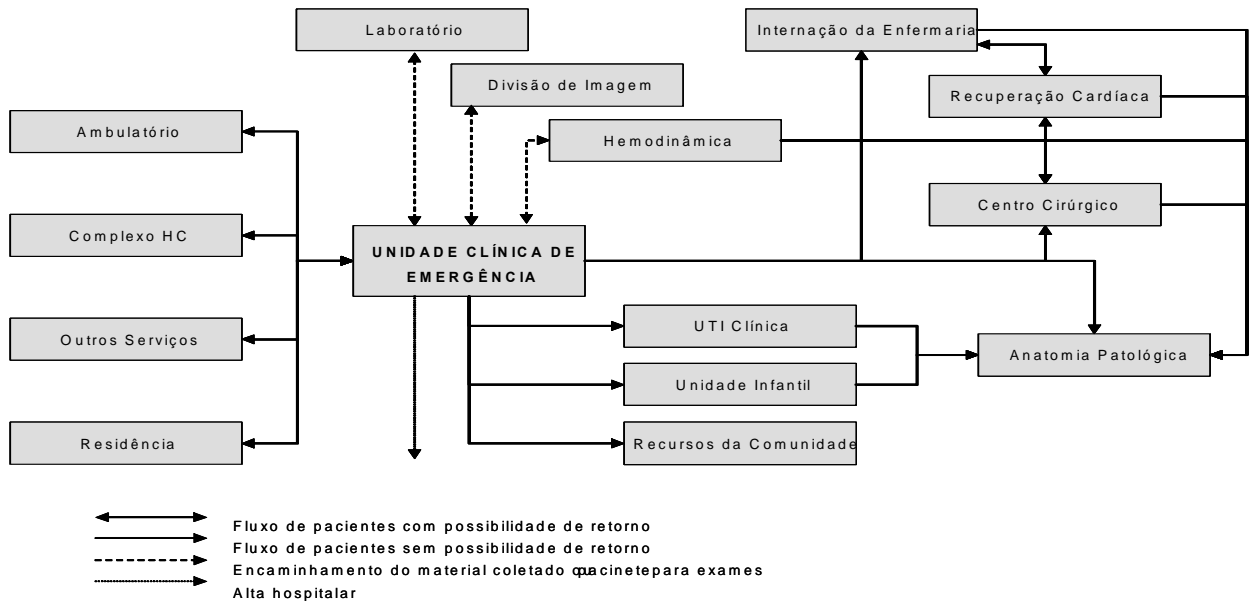 Laboratório
Internação da Enfermaria
Divisão de Imagem
Recuperação Cardíaca
Ambulatório
Hemodinâmica
Complexo HC
Centro Cirúrgico
UNIDADE CLÍNICA DE
EMERGÊNCIA
Outros Serviços
UTI Clínica
Anatomia Patológica
Unidade Infantil
Residência
Recursos da Comunidade
Fluxo de pacientes com possibilidade de retorno
Fluxo de pacientes sem possibilidade de retorno
Encaminhamento do material coletado para exames
Alta hospitalar